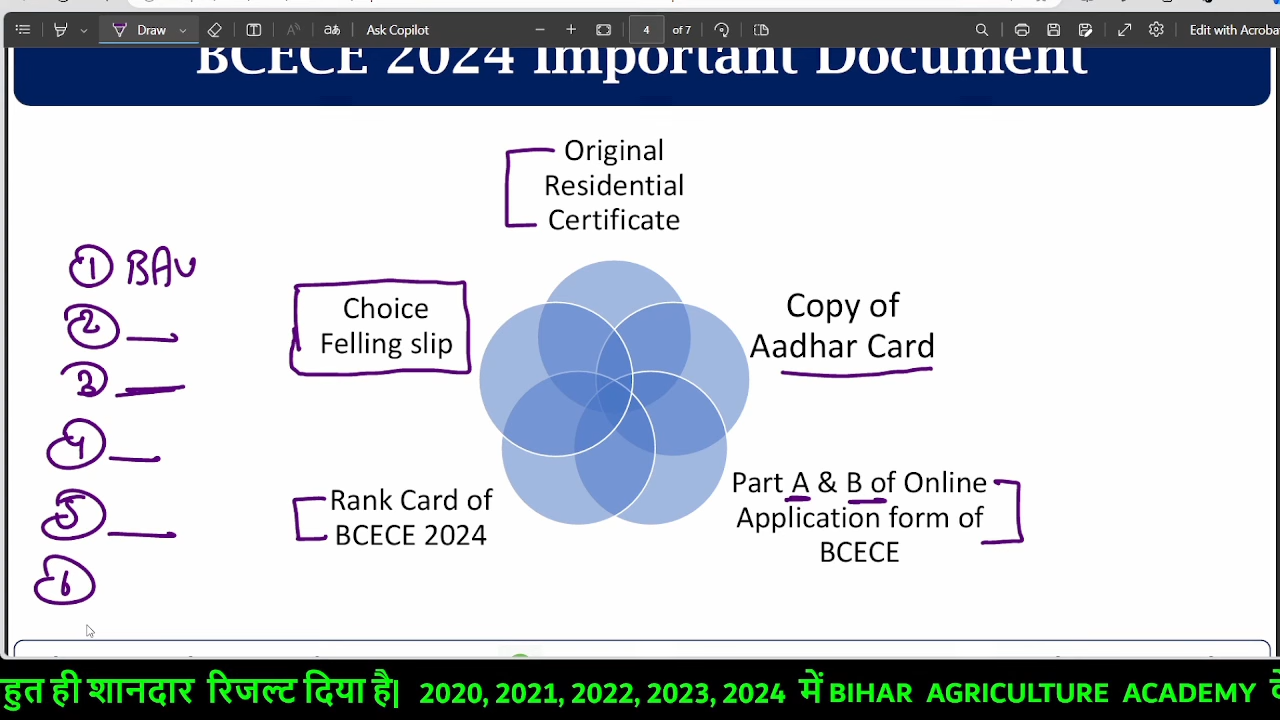 Draw
Ask Copilot
4 of 7
Edit with Acroba
BCECE 2024 Important Document
Original
Residential
Certificate
① BAU
②
③
④
⑤
⑥
Choice
Felling slip
Copy of
Aadhar Card
Rank Card of
BCECE 2024
Part A & B of Online
Application form of
BCECE
हुत ही शानदार रिजल्ट दिया है| 2020, 2021, 2022, 2023, 2024 में BIHAR AGRICULTURE ACADEMY